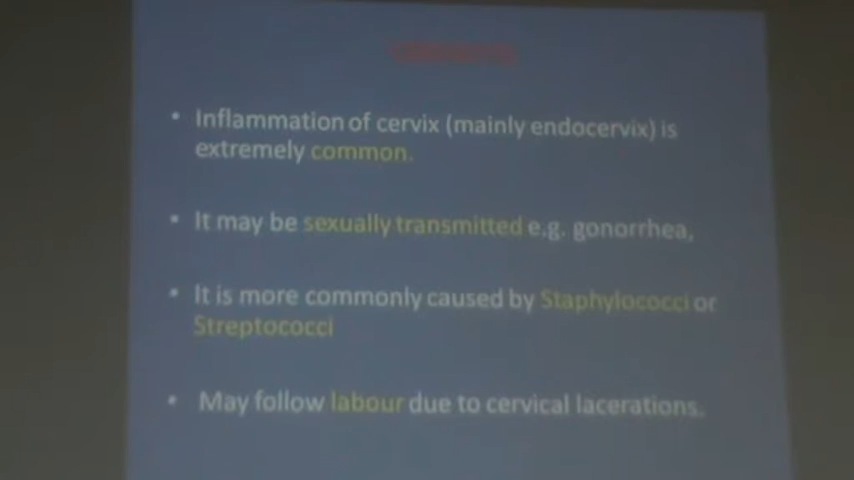 • Inflammation of cervix (mainly endocervix) is
extremely common.
• It may be sexually transmitted e.g. gonorrhea,
• It is more commonly caused by Staphylococci or
Streptococci
• May follow labour due to cervical lacerations.